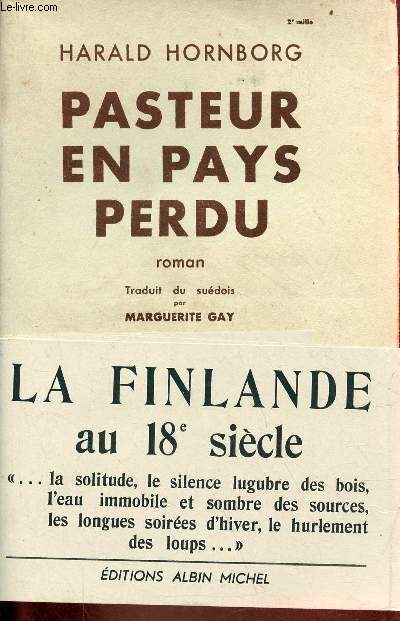 Le-livre.com
2e mille
HARALD HORNBORG
PASTEUR
EN PAYS
PERDU
roman
Traduit du suédois
par
MARGUERITE GAY
LA FINLANDE
au 18e siècle
«... la solitude, le silence lugubre des bois,
l'eau immobile et sombre des sources,
les longues soirées d'hiver, le hurlement
des loups...»
ÉDITIONS ALBIN MICHEL